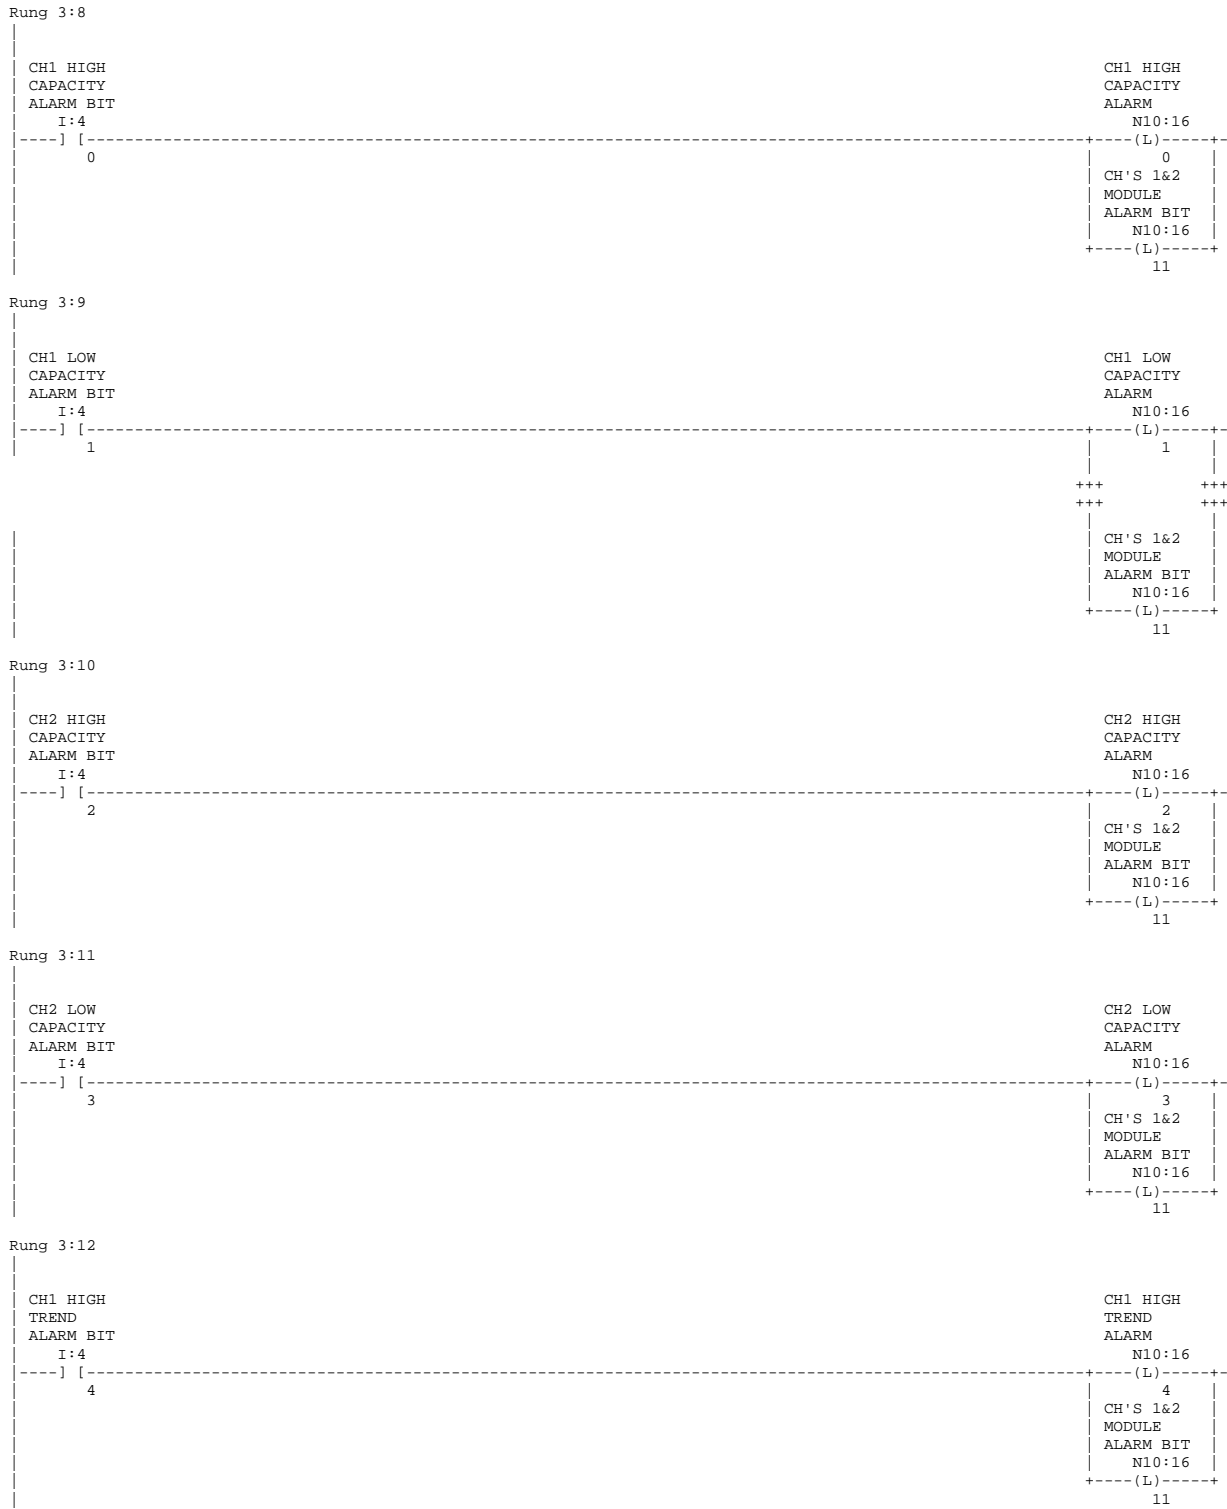 Rung 3:8
CH1 HIGH CH1 HIGH
CAPACITY CAPACITY
ALARM BIT ALARM
I:4 N10:16
|----] [----+----(L)-----+-
0 0
CH'S 1&2
MODULE
ALARM BIT
N10:16
+----(L)-----+
11
Rung 3:9
CH1 LOW CH1 LOW
CAPACITY CAPACITY
ALARM BIT ALARM
I:4 N10:16
|----] [----+----(L)-----+-
1 1
+++ +++
+++ +++
CH'S 1&2
MODULE
ALARM BIT
N10:16
+----(L)-----+
11
Rung 3:10
CH2 HIGH CH2 HIGH
CAPACITY CAPACITY
ALARM BIT ALARM
I:4 N10:16
|----] [----+----(L)-----+-
2 2
CH'S 1&2
MODULE
ALARM BIT
N10:16
+----(L)-----+
11
Rung 3:11
CH2 LOW CH2 LOW
CAPACITY CAPACITY
ALARM BIT ALARM
I:4 N10:16
|----] [----+----(L)-----+-
3 3
CH'S 1&2
MODULE
ALARM BIT
N10:16
+----(L)-----+
11
Rung 3:12
CH1 HIGH CH1 HIGH
TREND TREND
ALARM BIT ALARM
I:4 N10:16
|----] [----+----(L)-----+-
4 4
CH'S 1&2
MODULE
ALARM BIT
N10:16
+----(L)-----+
11